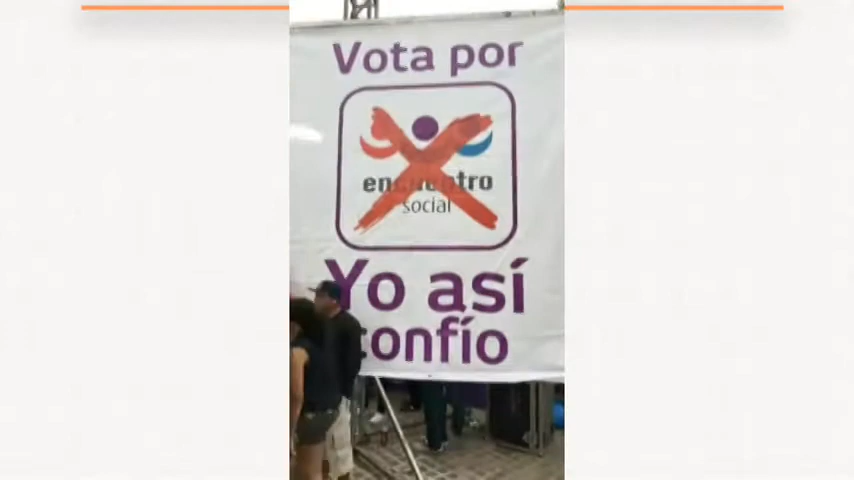 Vota por
encuentro
social
Yo así
confío